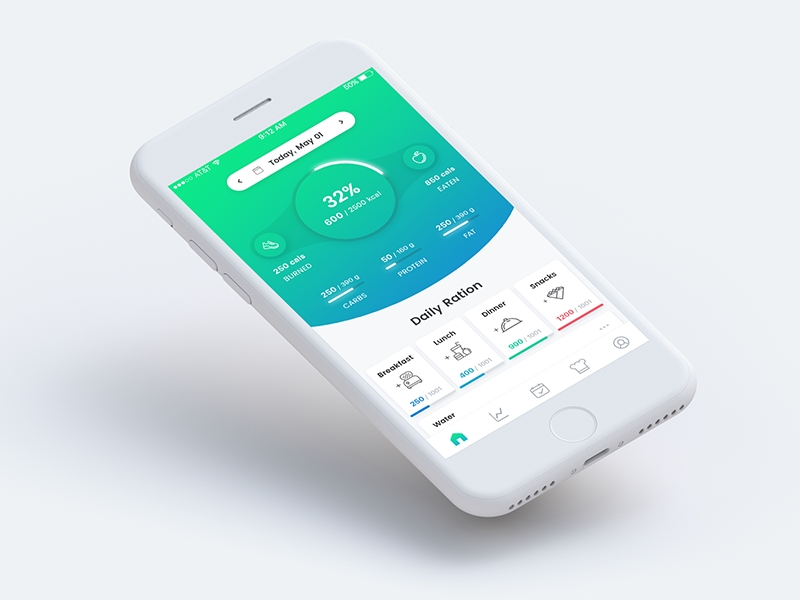 AT&T 9:12 AM 50%
Today, May 01
32%
600 / 2500 kcal
850 cals
EATEN
250 cals
BURNED
250 / 390 g
CARBS
50 / 160 g
PROTEIN
250 / 390 g
FAT
Daily Ration
Breakfast
250 / 1001
Lunch
400 / 1001
Dinner
900 / 1001
Snacks
1200 / 1001
Water